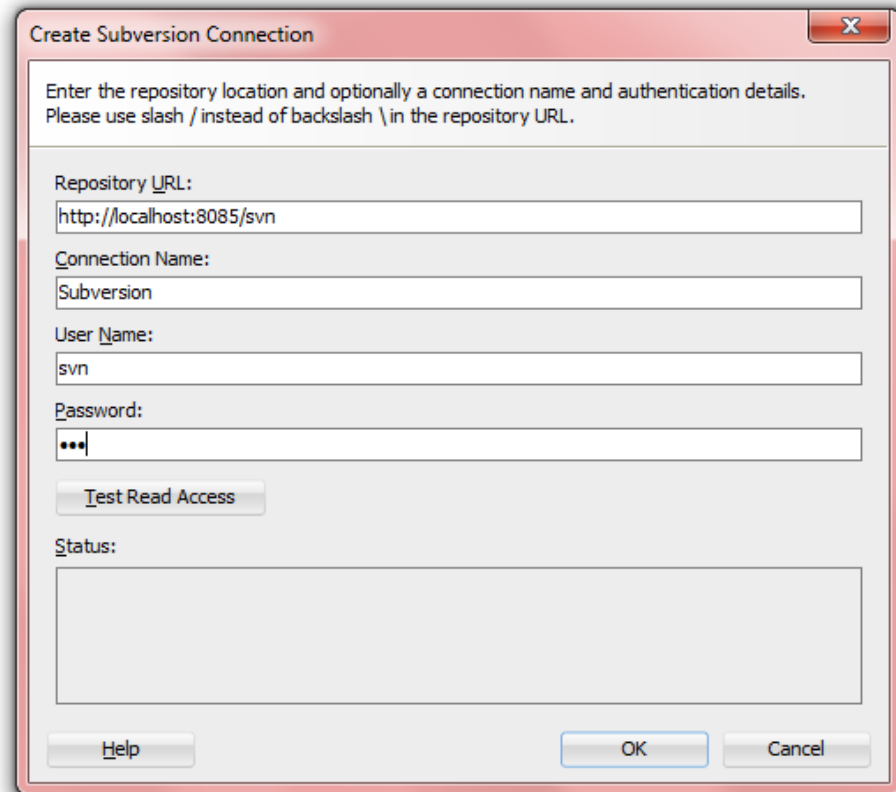 Create Subversion Connection
Enter the repository location and optionally a connection name and authentication details.
Please use slash / instead of backslash \ in the repository URL.
Repository URL:
http://localhost:8085/svn
Connection Name:
Subversion
User Name:
svn
Password:
•••
Test Read Access
Status:
Help OK Cancel